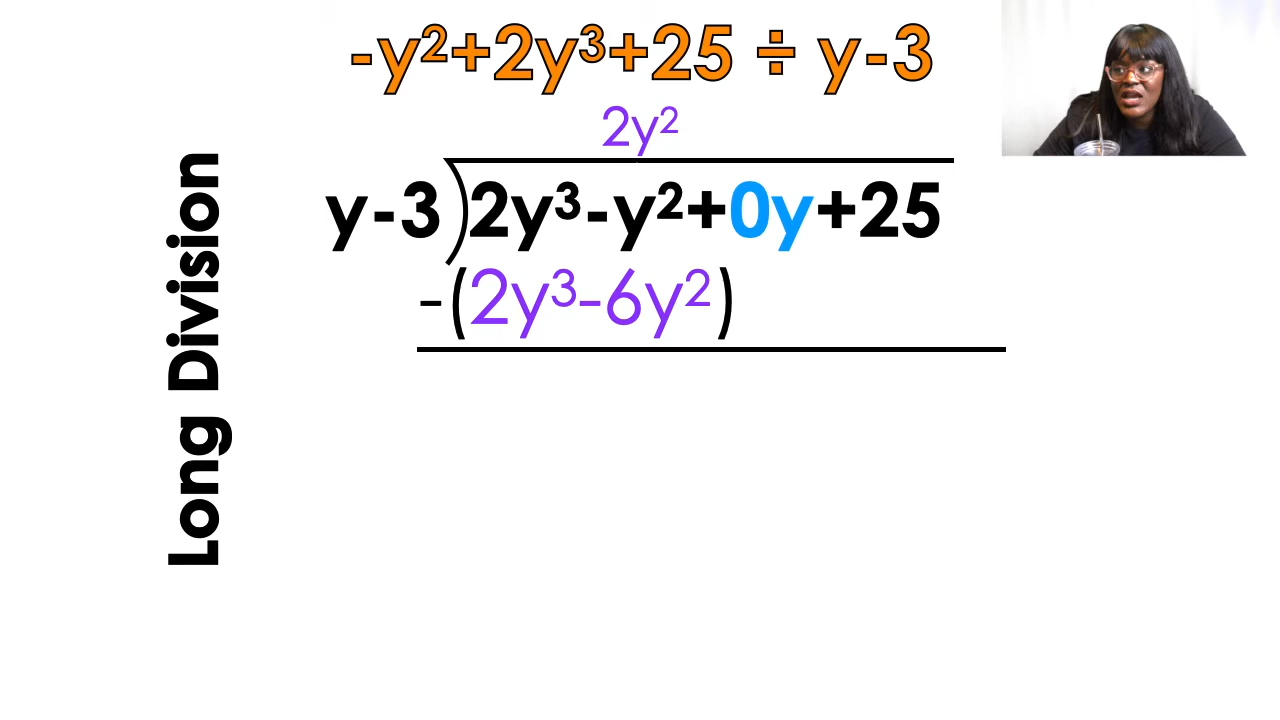 -y²+2y³+25 ÷ y-3
2y²
y-3)2y³-y²+0y+25
-(2y³-6y²)
Long Division